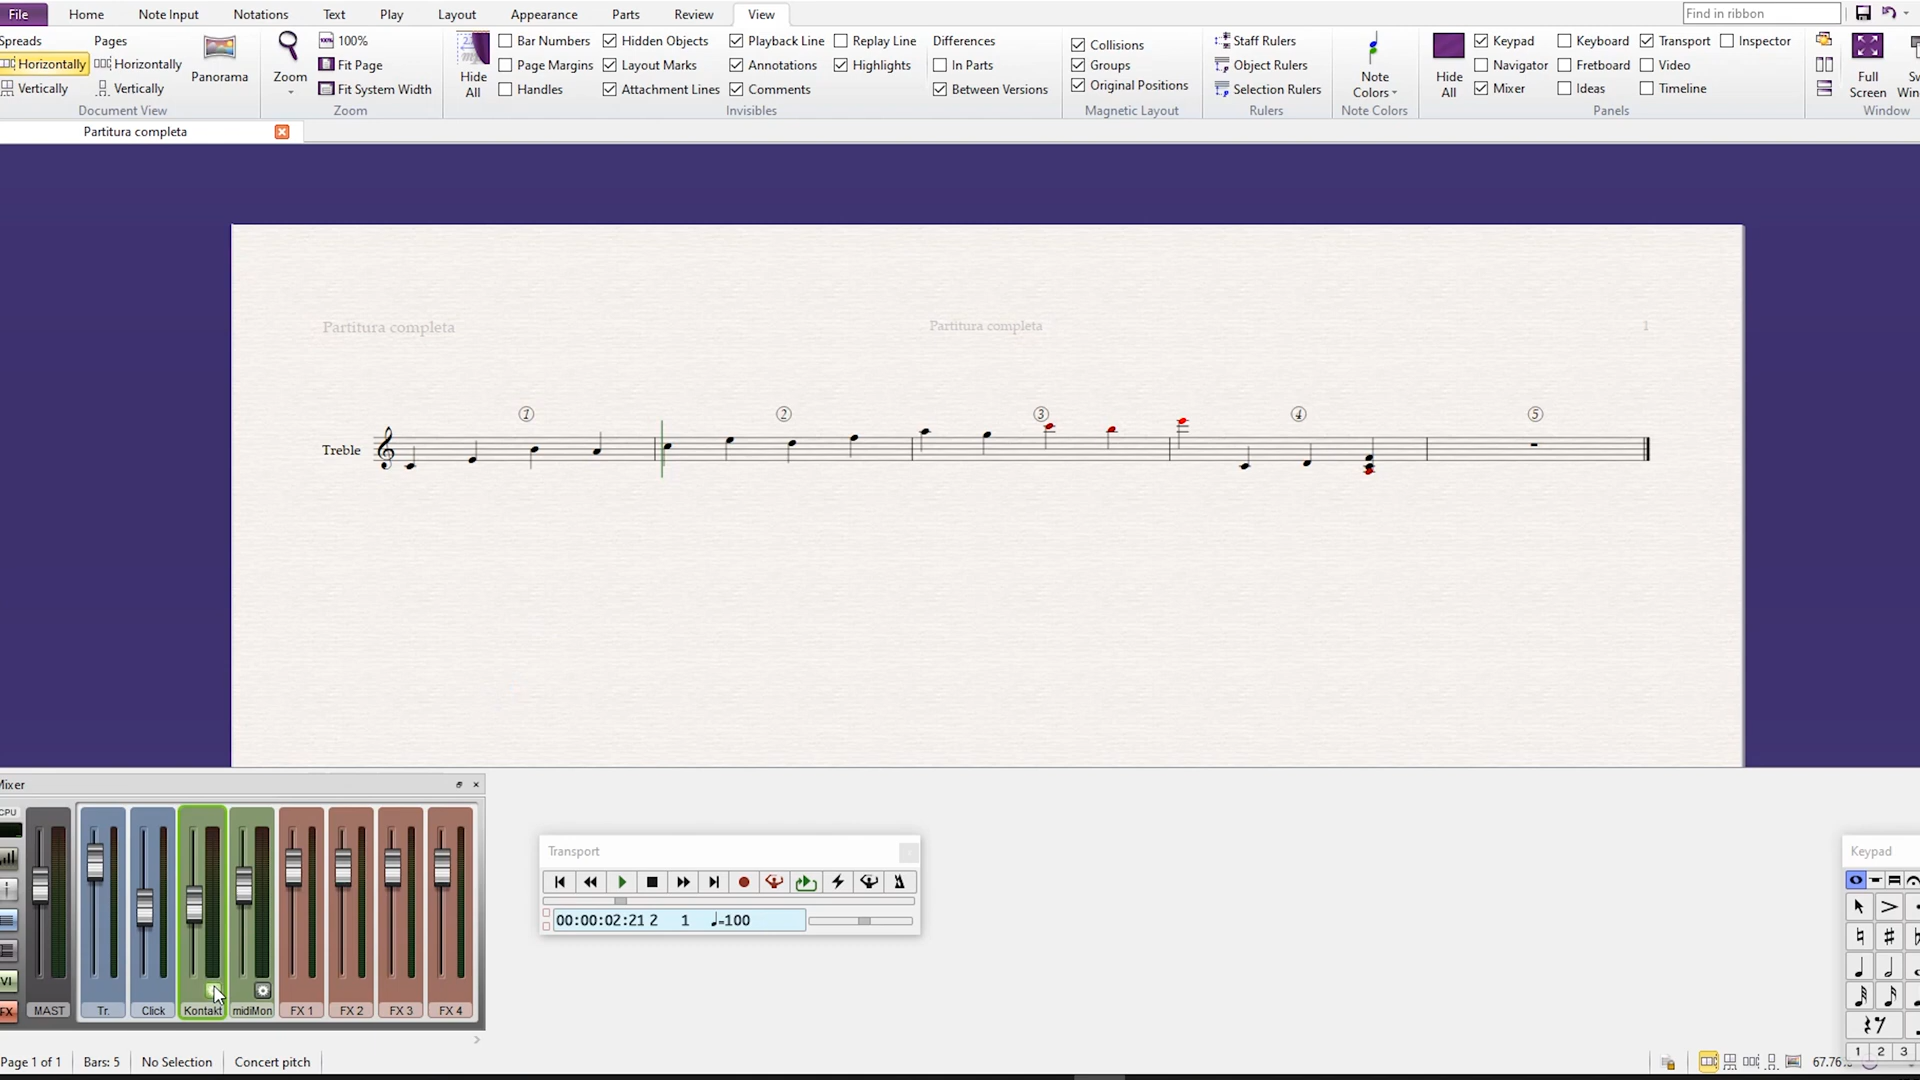 File Home Note Input Notations Text Play Layout Appearance Parts Review View Find in ribbon
Spreads Pages 100% Bar Numbers Hidden Objects Playback Line Replay Line Differences Collisions Staff Rulers Keypad Keyboard Transport Inspector
Horizontally Horizontally Panorama Zoom Fit Page Hide All Page Margins Layout Marks Annotations Highlights In Parts Groups Object Rulers Note Colors Hide All Navigator Fretboard Video Full Screen
Vertically Vertically Fit System Width Handles Attachment Lines Comments Between Versions Original Positions Selection Rulers Mixer Ideas Timeline
Document View Zoom Invisibles Magnetic Layout Rulers Note Colors Panels Window
Partitura completa
Partitura completa Partitura completa 1
1 2 3 4 5
Treble
Mixer
CPU
VI
FX
MAST Tr. Click Kontakt midiMon FX 1 FX 2 FX 3 FX 4
Transport
00:00:02:21 2 1 ♩=100
Keypad
1 2 3
Page 1 of 1 Bars: 5 No Selection Concert pitch 67.76